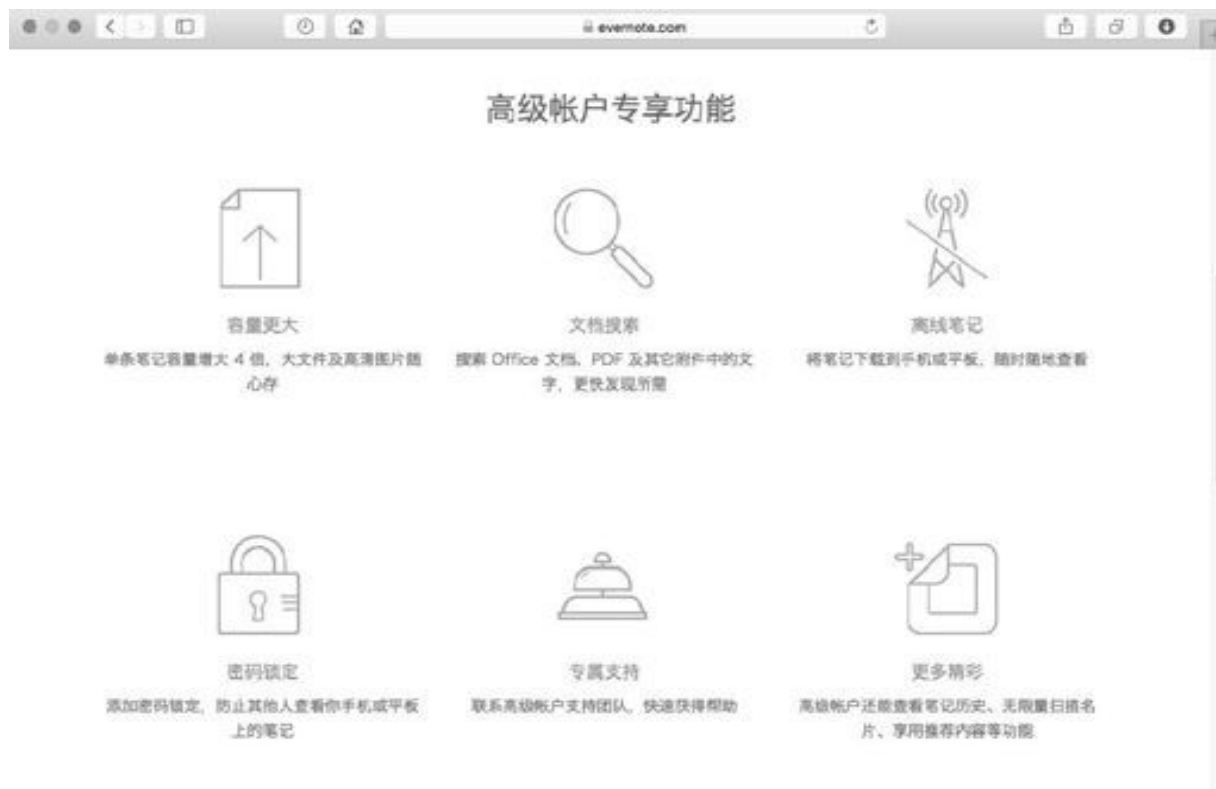 evernote.com
高级帐户专享功能
容量更大
文档搜索
离线笔记
单条笔记容量增大 4 倍，大文件及高清图片随
心存
搜索 Office 文档、PDF 及其它附件中的文
字，更快发现所需
将笔记下载到手机或平板，随时随地查看
密码锁定
专属支持
更多精彩
添加密码锁定，防止其他人查看你手机或平板
上的笔记
联系高级帐户支持团队，快速获得帮助
高级帐户还能查看笔记历史、无限量扫描名
片、享用推荐内容等功能